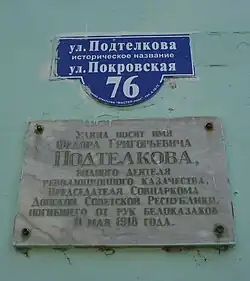 ул. Подтелкова
историческое название
ул. Покровская
76
Улица носит имя
Федора Григорьевича
Подтелкова,
видного деятеля
революционного казачества,
Председателя Совнаркома
Донской Советской Республики,
погибшего от рук белоказаков
11 мая 1918 года.